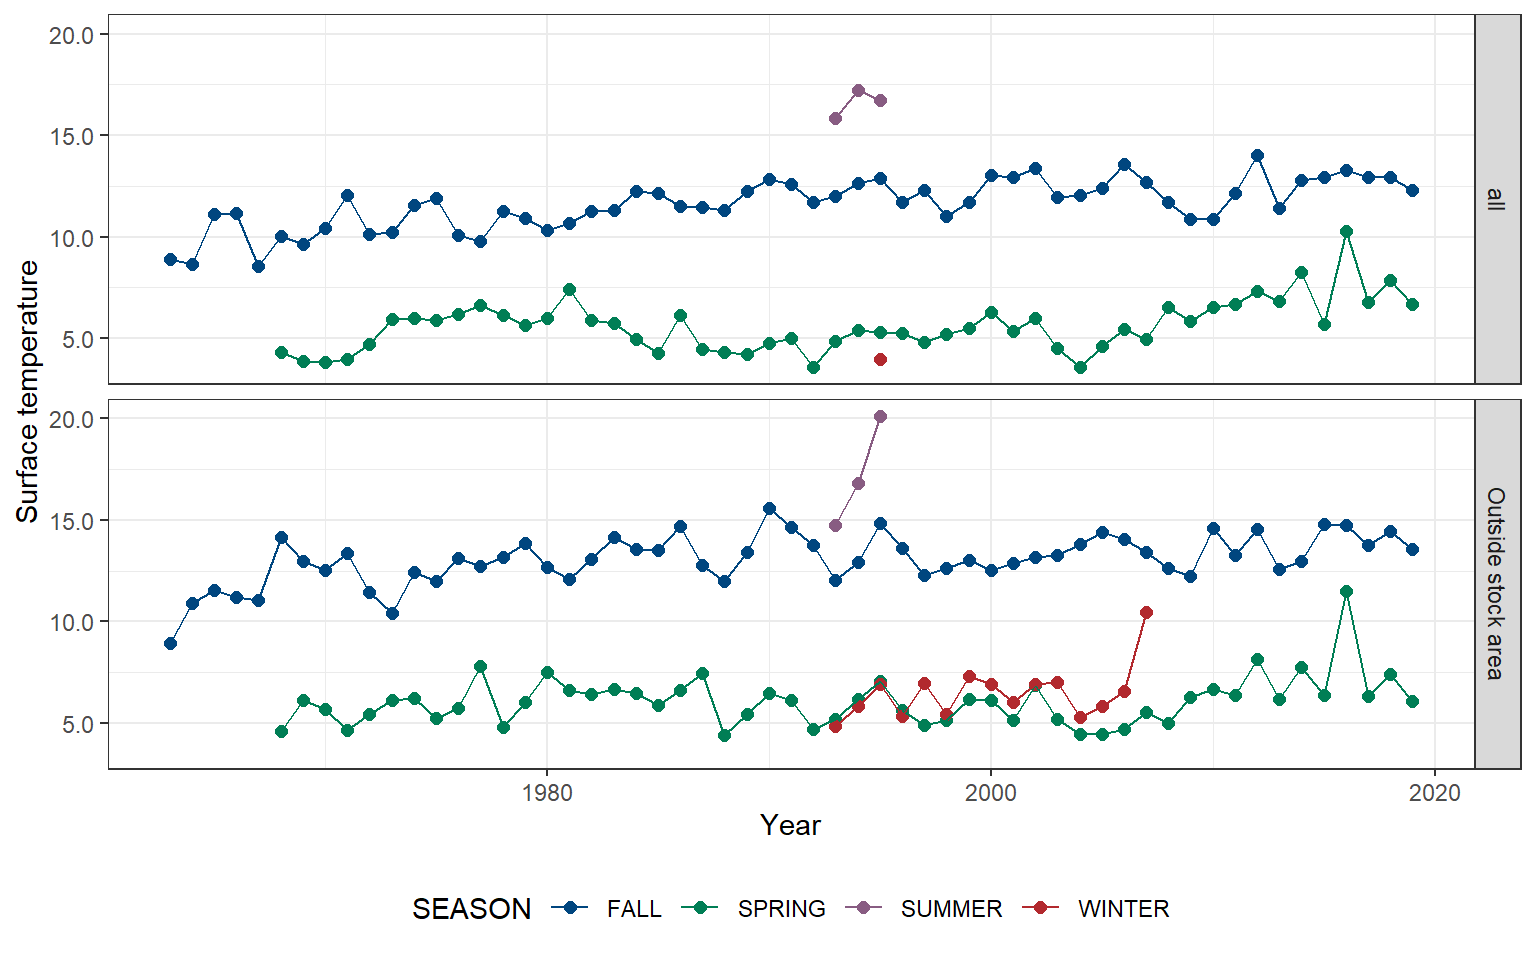 20.0
15.0
10.0
5.0
all
20.0
15.0
10.0
5.0
Outside stock area
Surface temperature
1980 2000 2020
Year
SEASON FALL SPRING SUMMER WINTER